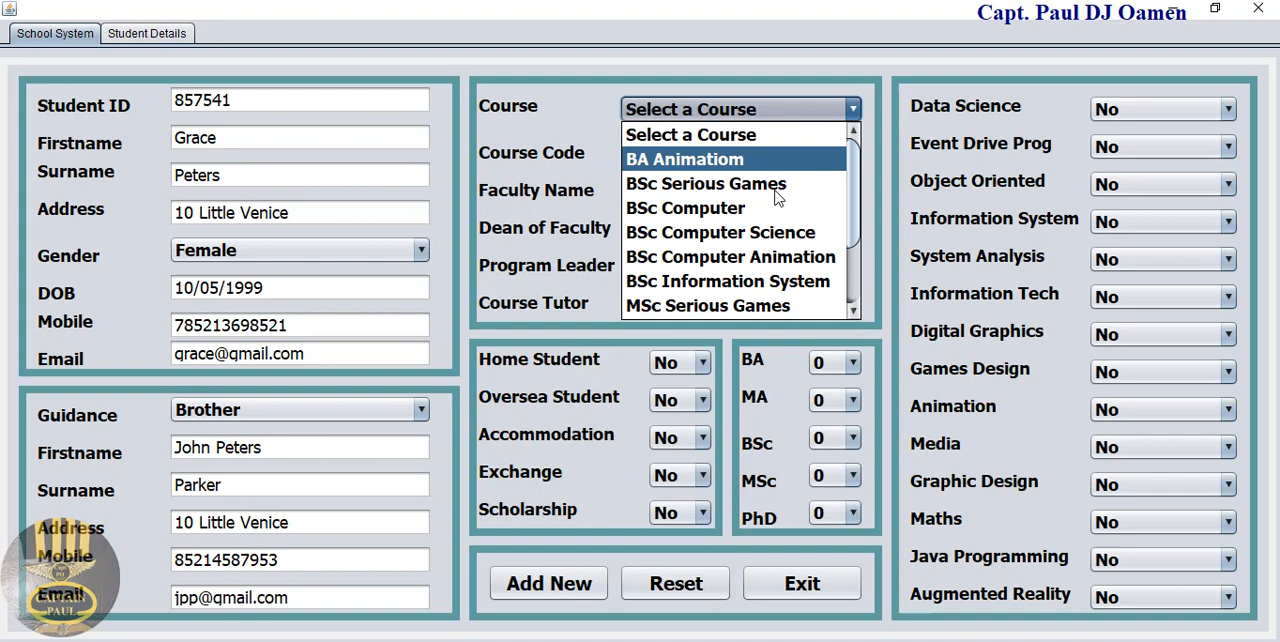 Capt. Paul DJ Oamen
School System
Student Details
Student ID
857541
Firstname
Grace
Surname
Peters
Address
10 Little Venice
Gender
Female
DOB
10/05/1999
Mobile
785213698521
Email
grace@gmail.com
Guidance
Brother
Firstname
John Peters
Surname
Parker
Address
10 Little Venice
Mobile
85214587953
Email
jpp@gmail.com
CAPTAIN
PAUL
Course
Select a Course
Select a Course
BA Animatiom
BSc Serious Games
BSc Computer
BSc Computer Science
BSc Computer Animation
BSc Information System
MSc Serious Games
Course Code
Faculty Name
Dean of Faculty
Program Leader
Course Tutor
Home Student
No
Oversea Student
No
Accommodation
No
Exchange
No
Scholarship
No
BA
0
MA
0
BSc
0
MSc
0
PhD
0
Add New
Reset
Exit
Data Science
No
Event Drive Prog
No
Object Oriented
No
Information System
No
System Analysis
No
Information Tech
No
Digital Graphics
No
Games Design
No
Animation
No
Media
No
Graphic Design
No
Maths
No
Java Programming
No
Augmented Reality
No